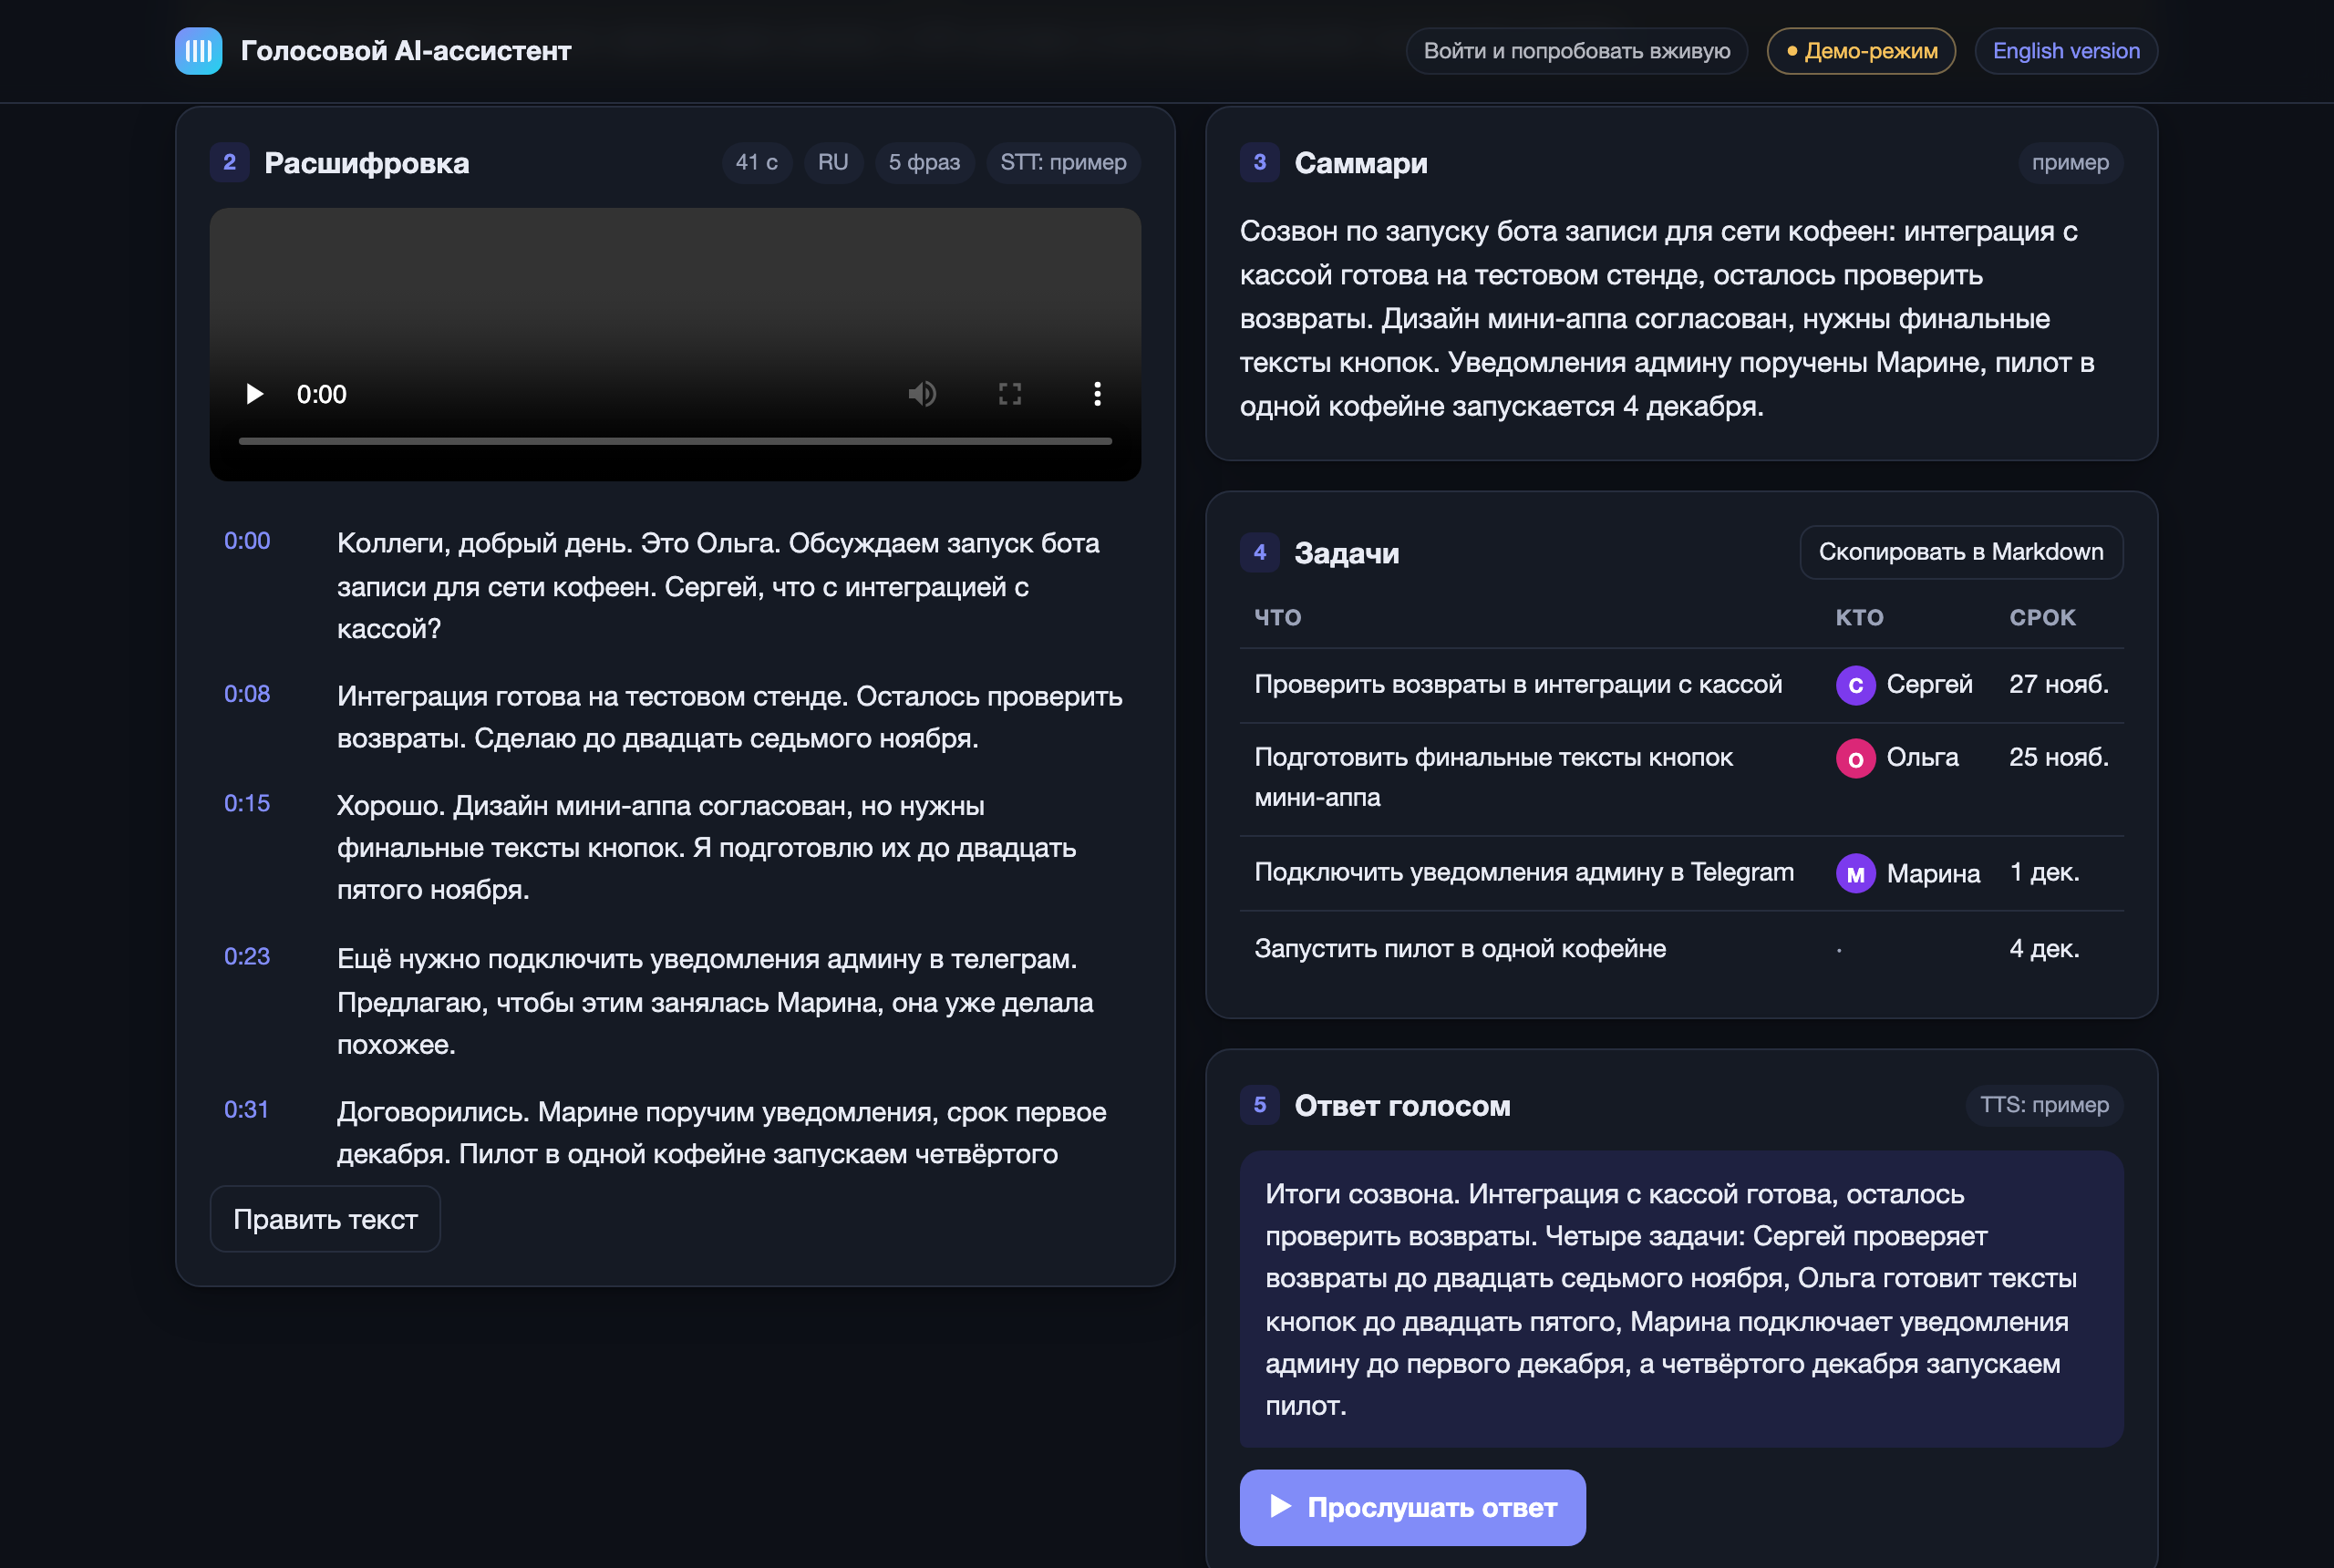 Голосовой AI-ассистент
Войти и попробовать вживую
Демо-режим
English version
2
Расшифровка
41 с
RU
5 фраз
STT: пример
0:00
0:00
Коллеги, добрый день. Это Ольга. Обсуждаем запуск бота
записи для сети кофеен. Сергей, что с интеграцией с
кассой?
0:08
Интеграция готова на тестовом стенде. Осталось проверить
возвраты. Сделаю до двадцать седьмого ноября.
0:15
Хорошо. Дизайн мини-аппа согласован, но нужны
финальные тексты кнопок. Я подготовлю их до двадцать
пятого ноября.
0:23
Ещё нужно подключить уведомления админу в телеграм.
Предлагаю, чтобы этим занялась Марина, она уже делала
похожее.
0:31
Договорились. Марине поручим уведомления, срок первое
декабря. Пилот в одной кофейне запускаем четвёртого
Править текст
3
Саммари
пример
Созвон по запуску бота записи для сети кофеен: интеграция с
кассой готова на тестовом стенде, осталось проверить
возвраты. Дизайн мини-аппа согласован, нужны финальные
тексты кнопок. Уведомления админу поручены Марине, пилот в
одной кофейне запускается 4 декабря.
4
Задачи
Скопировать в Markdown
ЧТО
КТО
СРОК
Проверить возвраты в интеграции с кассой
С
Сергей
27 нояб.
Подготовить финальные тексты кнопок
мини-аппа
О
Ольга
25 нояб.
Подключить уведомления админу в Telegram
М
Марина
1 дек.
Запустить пилот в одной кофейне
·
4 дек.
5
Ответ голосом
TTS: пример
Итоги созвона. Интеграция с кассой готова, осталось
проверить возвраты. Четыре задачи: Сергей проверяет
возвраты до двадцать седьмого ноября, Ольга готовит тексты
кнопок до двадцать пятого, Марина подключает уведомления
админу до первого декабря, а четвёртого декабря запускаем
пилот.
Прослушать ответ